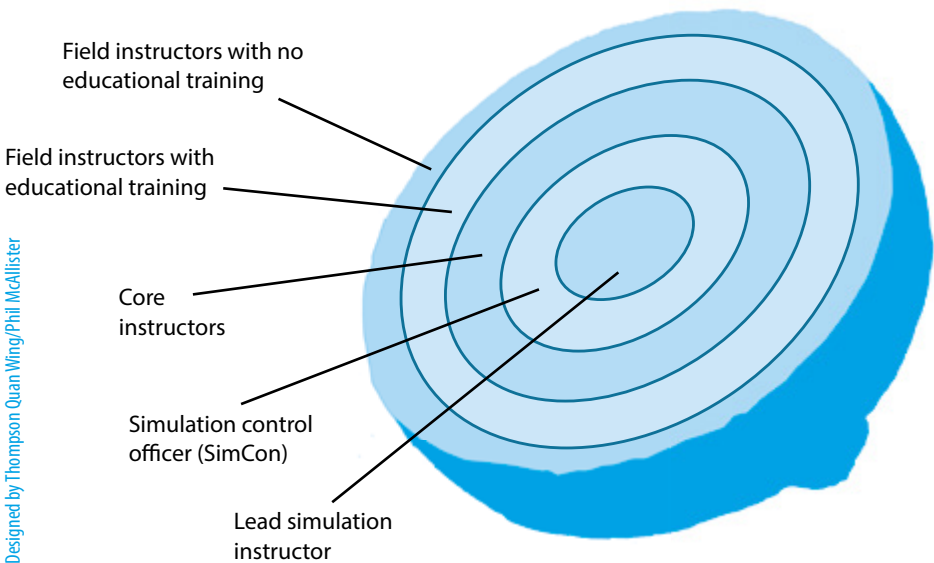 Field instructors with no
educational training
Field instructors with
educational training
Core
instructors
Simulation control
officer (SimCon)
Lead simulation
instructor
Designed by Thompson Quan Wing/Phil McAllister